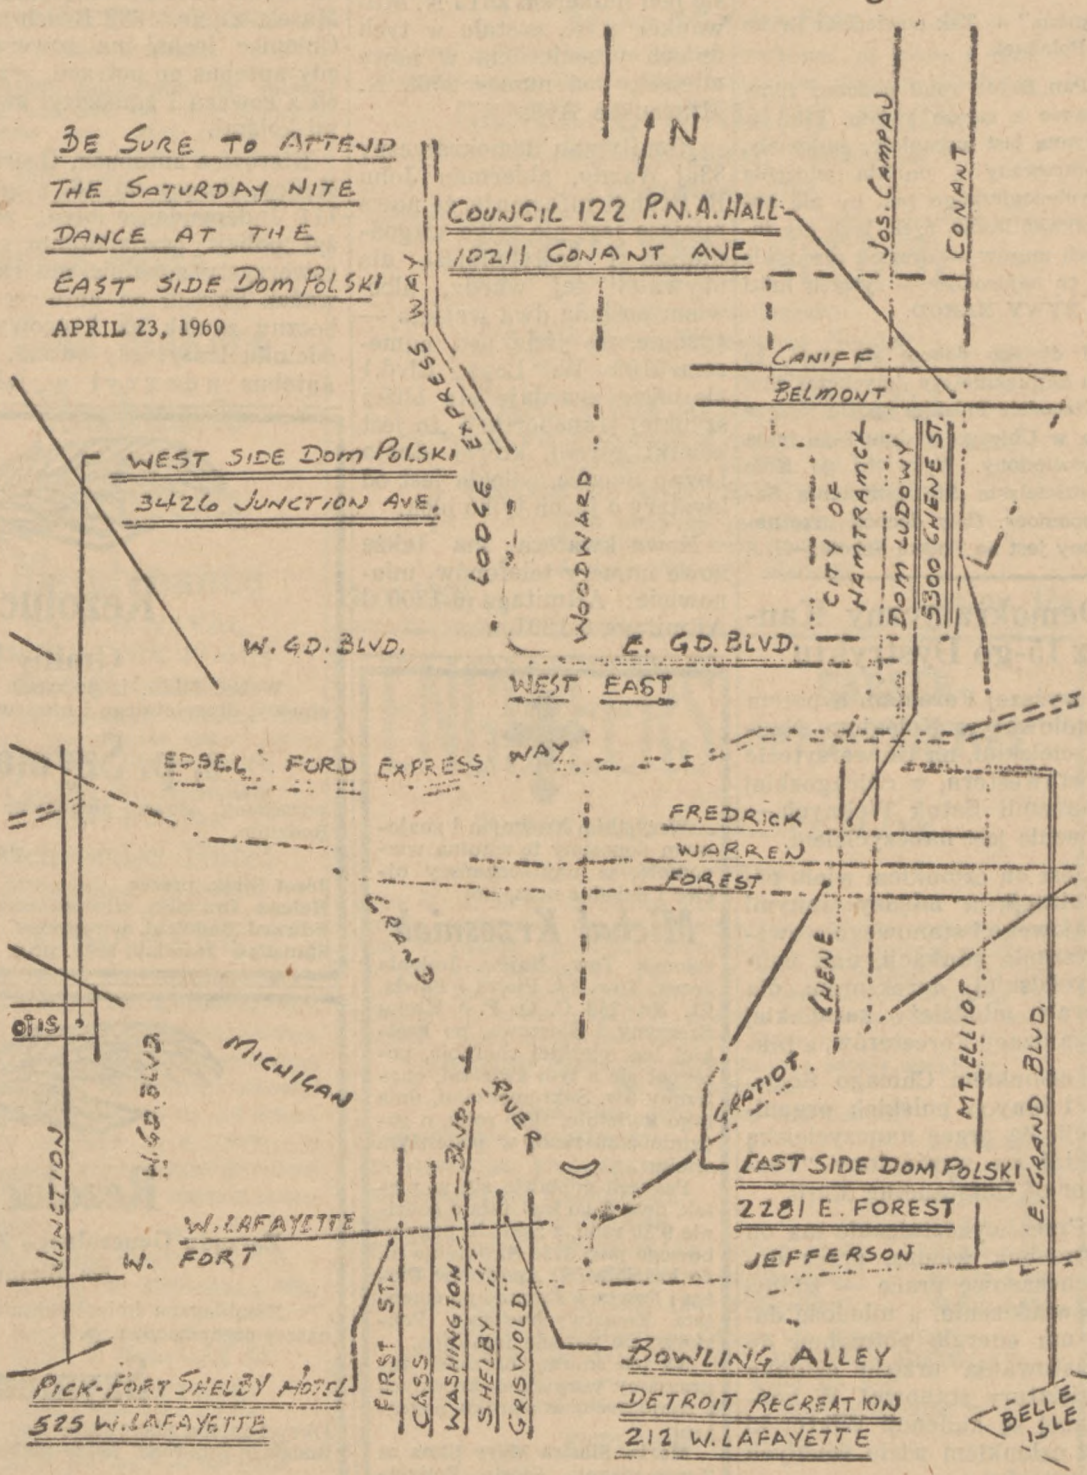 BE SURE TO ATTEND
THE SATURDAY NITE
DANCE AT THE
EAST SIDE DOM POLSKI
APRIL 23, 1960
N
COUNCIL 122 P.N.A. HALL
10211 CONANT AVE
JOS. CAMPAU
CONANT
LODGE EXPRESS WAY
CANIFF
BELMONT
WEST SIDE DOM POLSKI
3426 JUNCTION AVE.
WOODWARD
CITY OF
HAMTRAMCK
DOM LUDOWY
5300 CHENE ST.
W. GD. BLVD.
E. GD. BLVD.
WEST EAST
EDSEL FORD EXPRESS WAY
FREDRICK
WARREN
FOREST
GRAND
RIVER
CHENE
OTIS
MICHIGAN
W. GD. BLVD.
JUNCTION
GRATIOT
MT. ELLIOT
E. GRAND BLVD.
EAST SIDE DOM POLSKI
2281 E. FOREST
W. LAFAYETTE
W. FORT
JEFFERSON
FIRST ST.
CASS
WASHINGTON BLVD.
SHELBY "
GRISWOLD
PICK-FORT SHELBY HOTEL
525 W. LAFAYETTE
BOWLING ALLEY
DETROIT RECREATION
212 W. LAFAYETTE
BELLE
ISLE